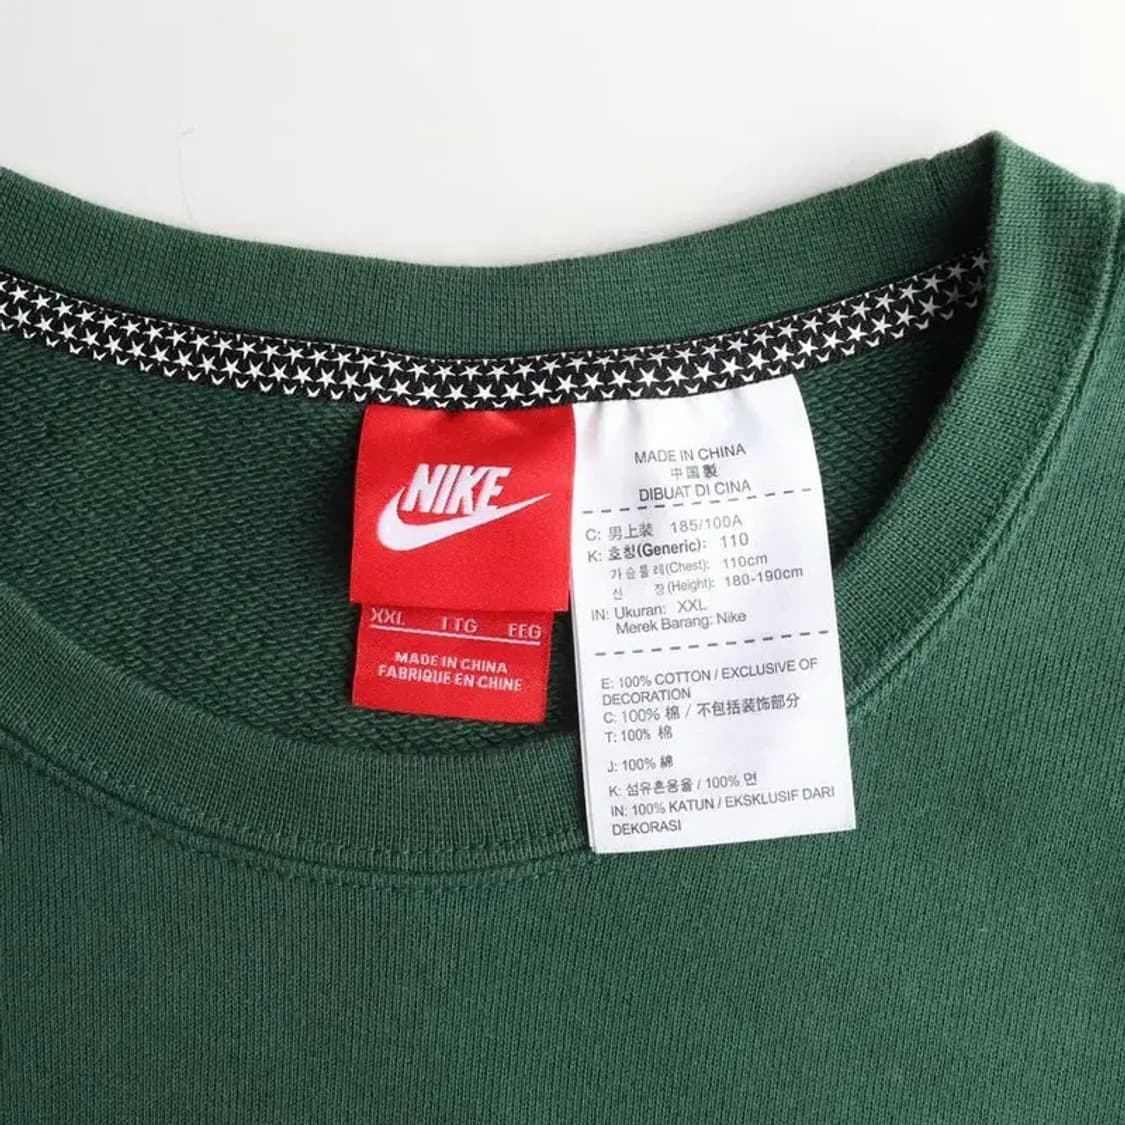 NIKE
XXL TTG EEG
MADE IN CHINA
FABRIQUE EN CHINE
MADE IN CHINA
中国製
DIBUAT DI CINA
C: 男上装 185/100A
K: 호칭(Generic): 110
가슴둘레(Chest): 110cm
신 장(Height): 180-190cm
IN: Ukuran: XXL
Merek Barang: Nike
E: 100% COTTON / EXCLUSIVE OF
DECORATION
C: 100% 棉 / 不包括装饰部分
T: 100% 棉
J: 100% 綿
K: 섬유혼용율 / 100% 면
IN: 100% KATUN / EKSKLUSIF DARI
DEKORASI